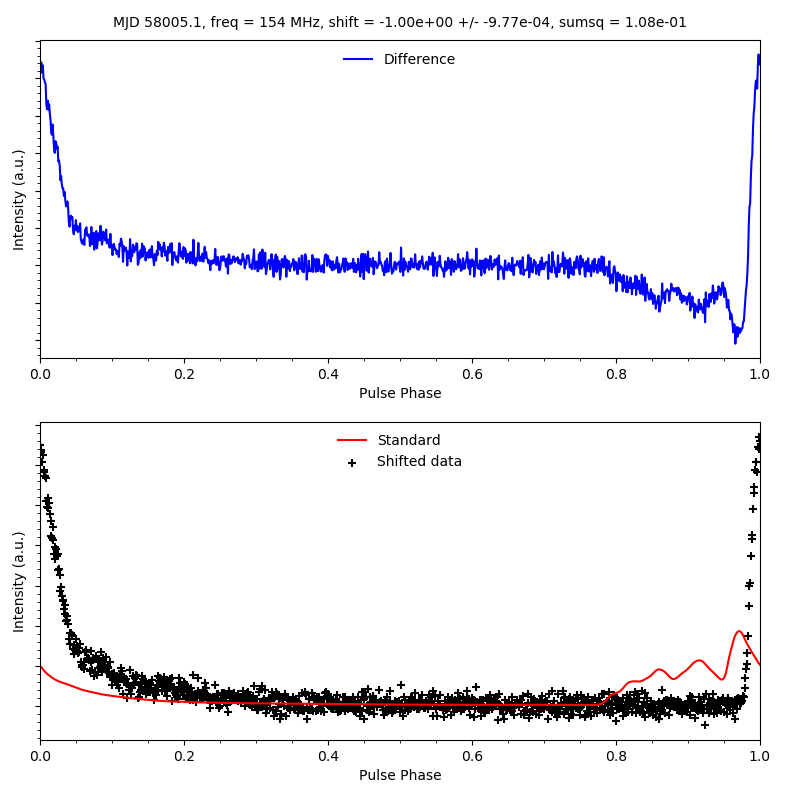 MJD 58005.1, freq = 154 MHz, shift = -1.00e+00 +/- -9.77e-04, sumsq = 1.08e-01
Difference
Intensity (a.u.)
0.0 0.2 0.4 0.6 0.8 1.0
Pulse Phase
Standard
Shifted data
Intensity (a.u.)
0.0 0.2 0.4 0.6 0.8 1.0
Pulse Phase